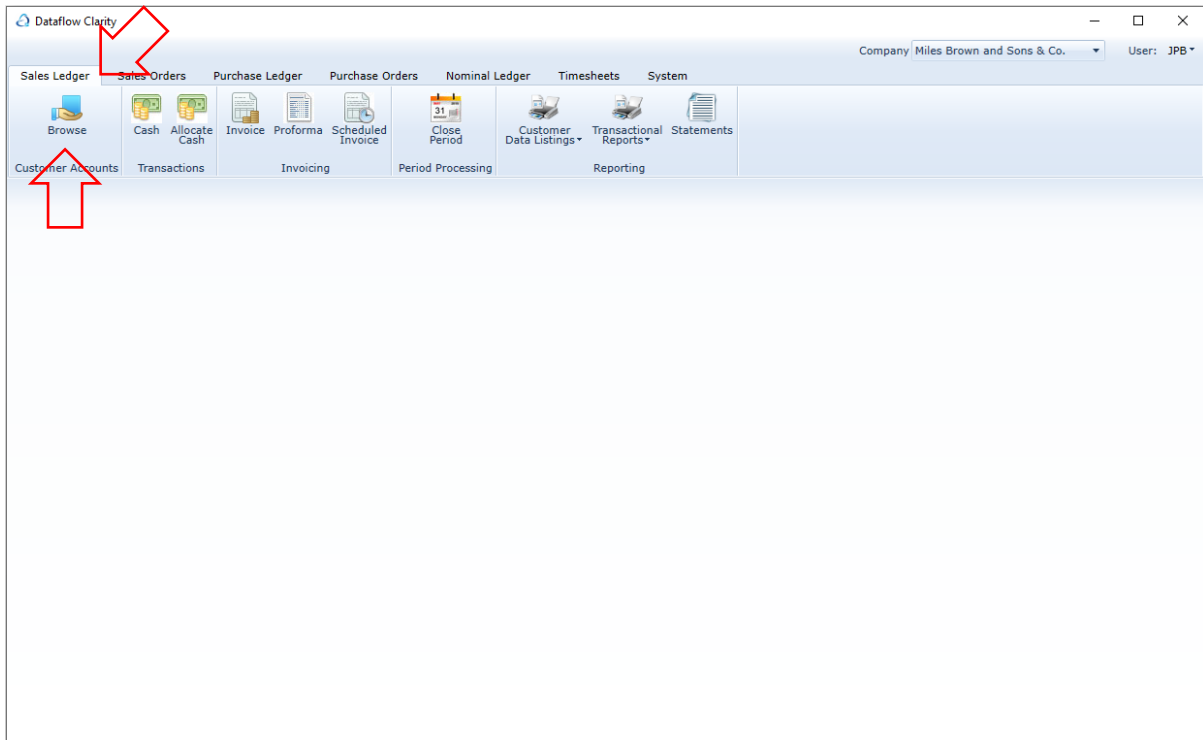 Dataflow Clarity
Company Miles Brown and Sons & Co. User: JPB
Sales Ledger Sales Orders Purchase Ledger Purchase Orders Nominal Ledger Timesheets System
31
Browse Cash Allocate Cash Invoice Proforma Scheduled Invoice Close Period Customer Data Listings Transactional Reports Statements
Customer Accounts Transactions Invoicing Period Processing Reporting